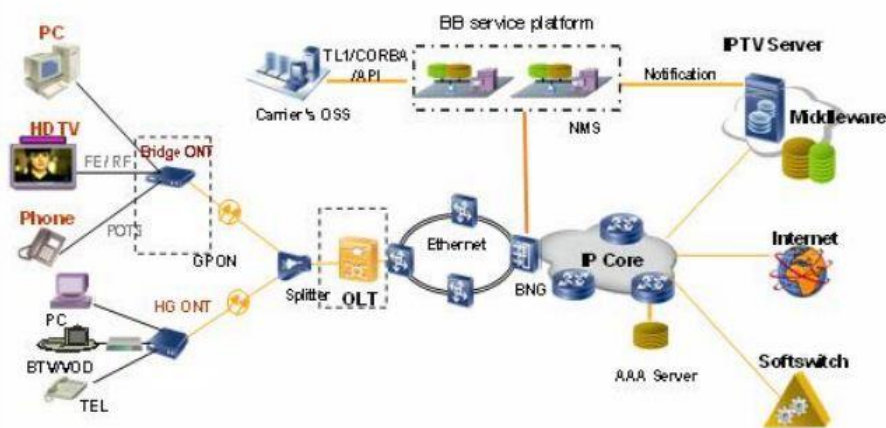 BB service platform
PC
TL1/CORBA
/API
IPTV Server
Notification
Carrier's OSS
NMS
Middleware
HD TV
Bridge ONT
FE / RF
Phone
POTS
Ethernet
Internet
GPON
IP Core
Splitter
OLT
BNG
PC
HG ONT
BTV/VOD
TEL
AAA Server
Softswitch